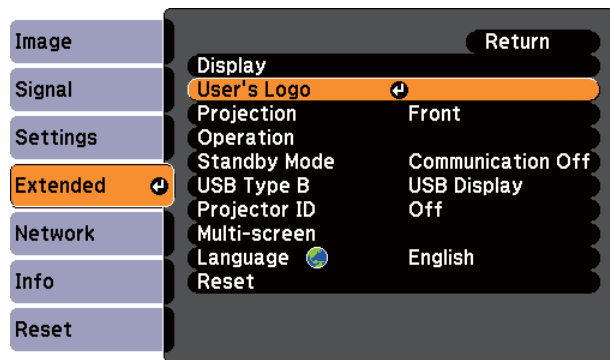 Image
Signal
Settings
Extended
Network
Info
Reset
Return
Display
User's Logo
Projection Front
Operation
Standby Mode Communication Off
USB Type B USB Display
Projector ID Off
Multi-screen
Language English
Reset